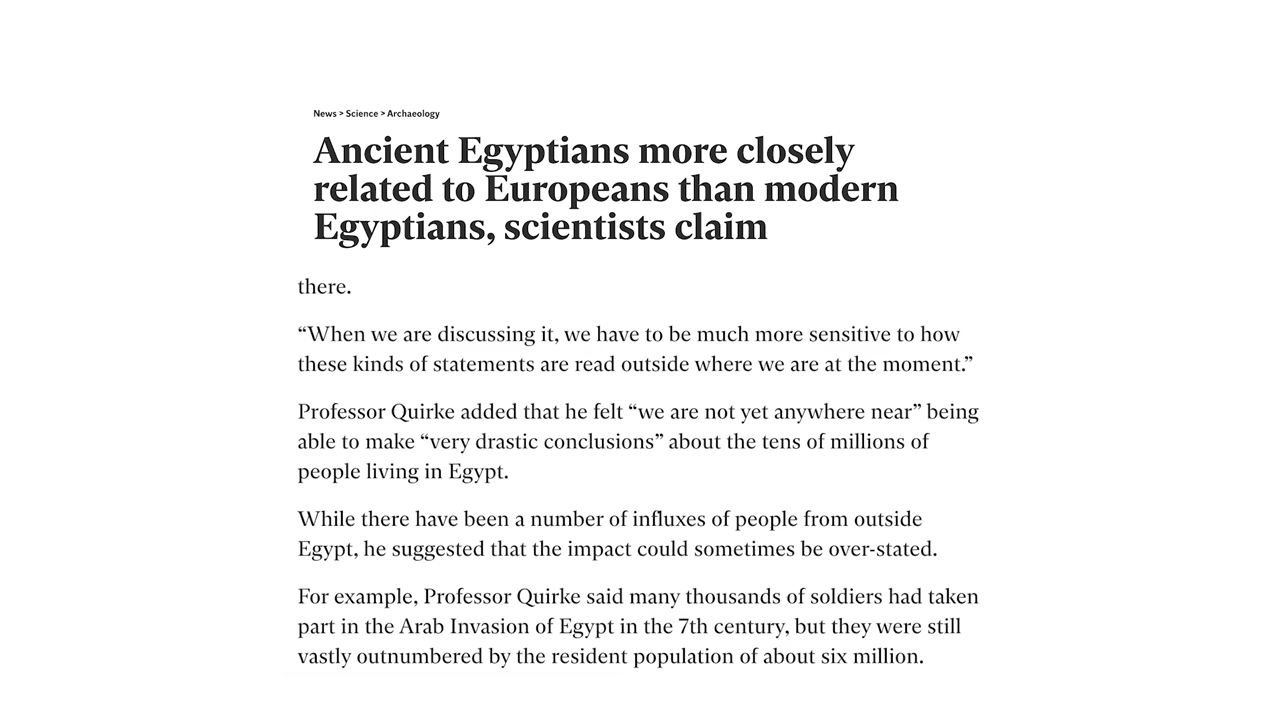 News > Science > Archaeology
Ancient Egyptians more closely
related to Europeans than modern
Egyptians, scientists claim
there.
“When we are discussing it, we have to be much more sensitive to how
these kinds of statements are read outside where we are at the moment.”
Professor Quirke added that he felt “we are not yet anywhere near” being
able to make “very drastic conclusions” about the tens of millions of
people living in Egypt.
While there have been a number of influxes of people from outside
Egypt, he suggested that the impact could sometimes be over-stated.
For example, Professor Quirke said many thousands of soldiers had taken
part in the Arab Invasion of Egypt in the 7th century, but they were still
vastly outnumbered by the resident population of about six million.